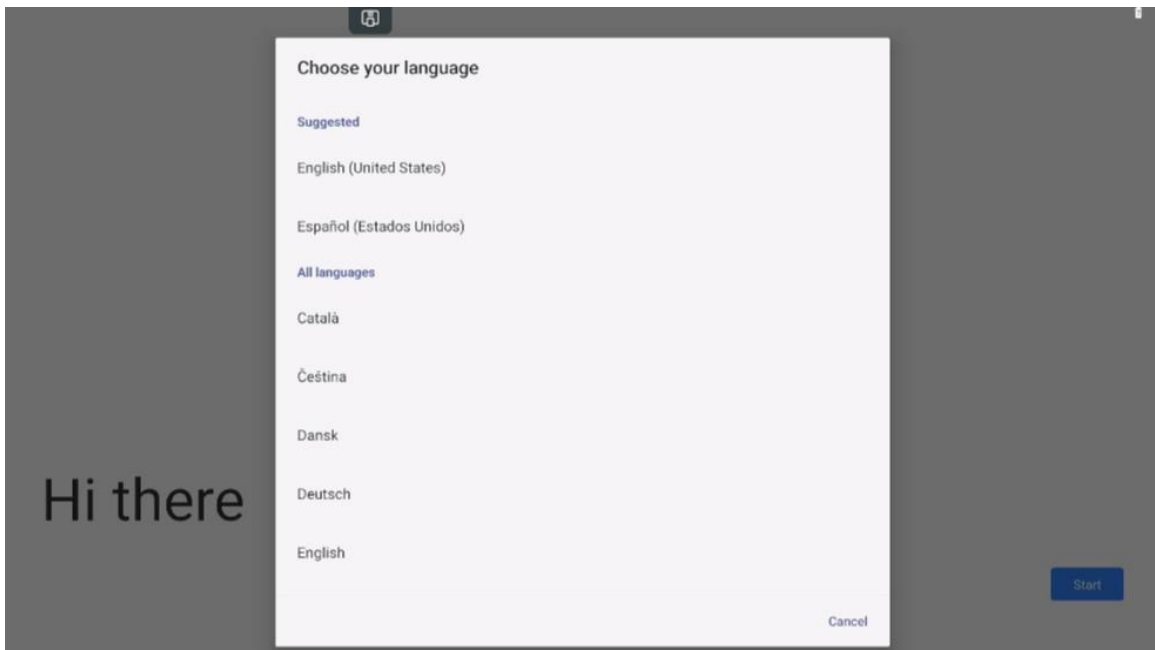 Choose your language
Suggested
English (United States)
Español (Estados Unidos)
All languages
Català
Čeština
Dansk
Deutsch
English
Hi there
Start
Cancel